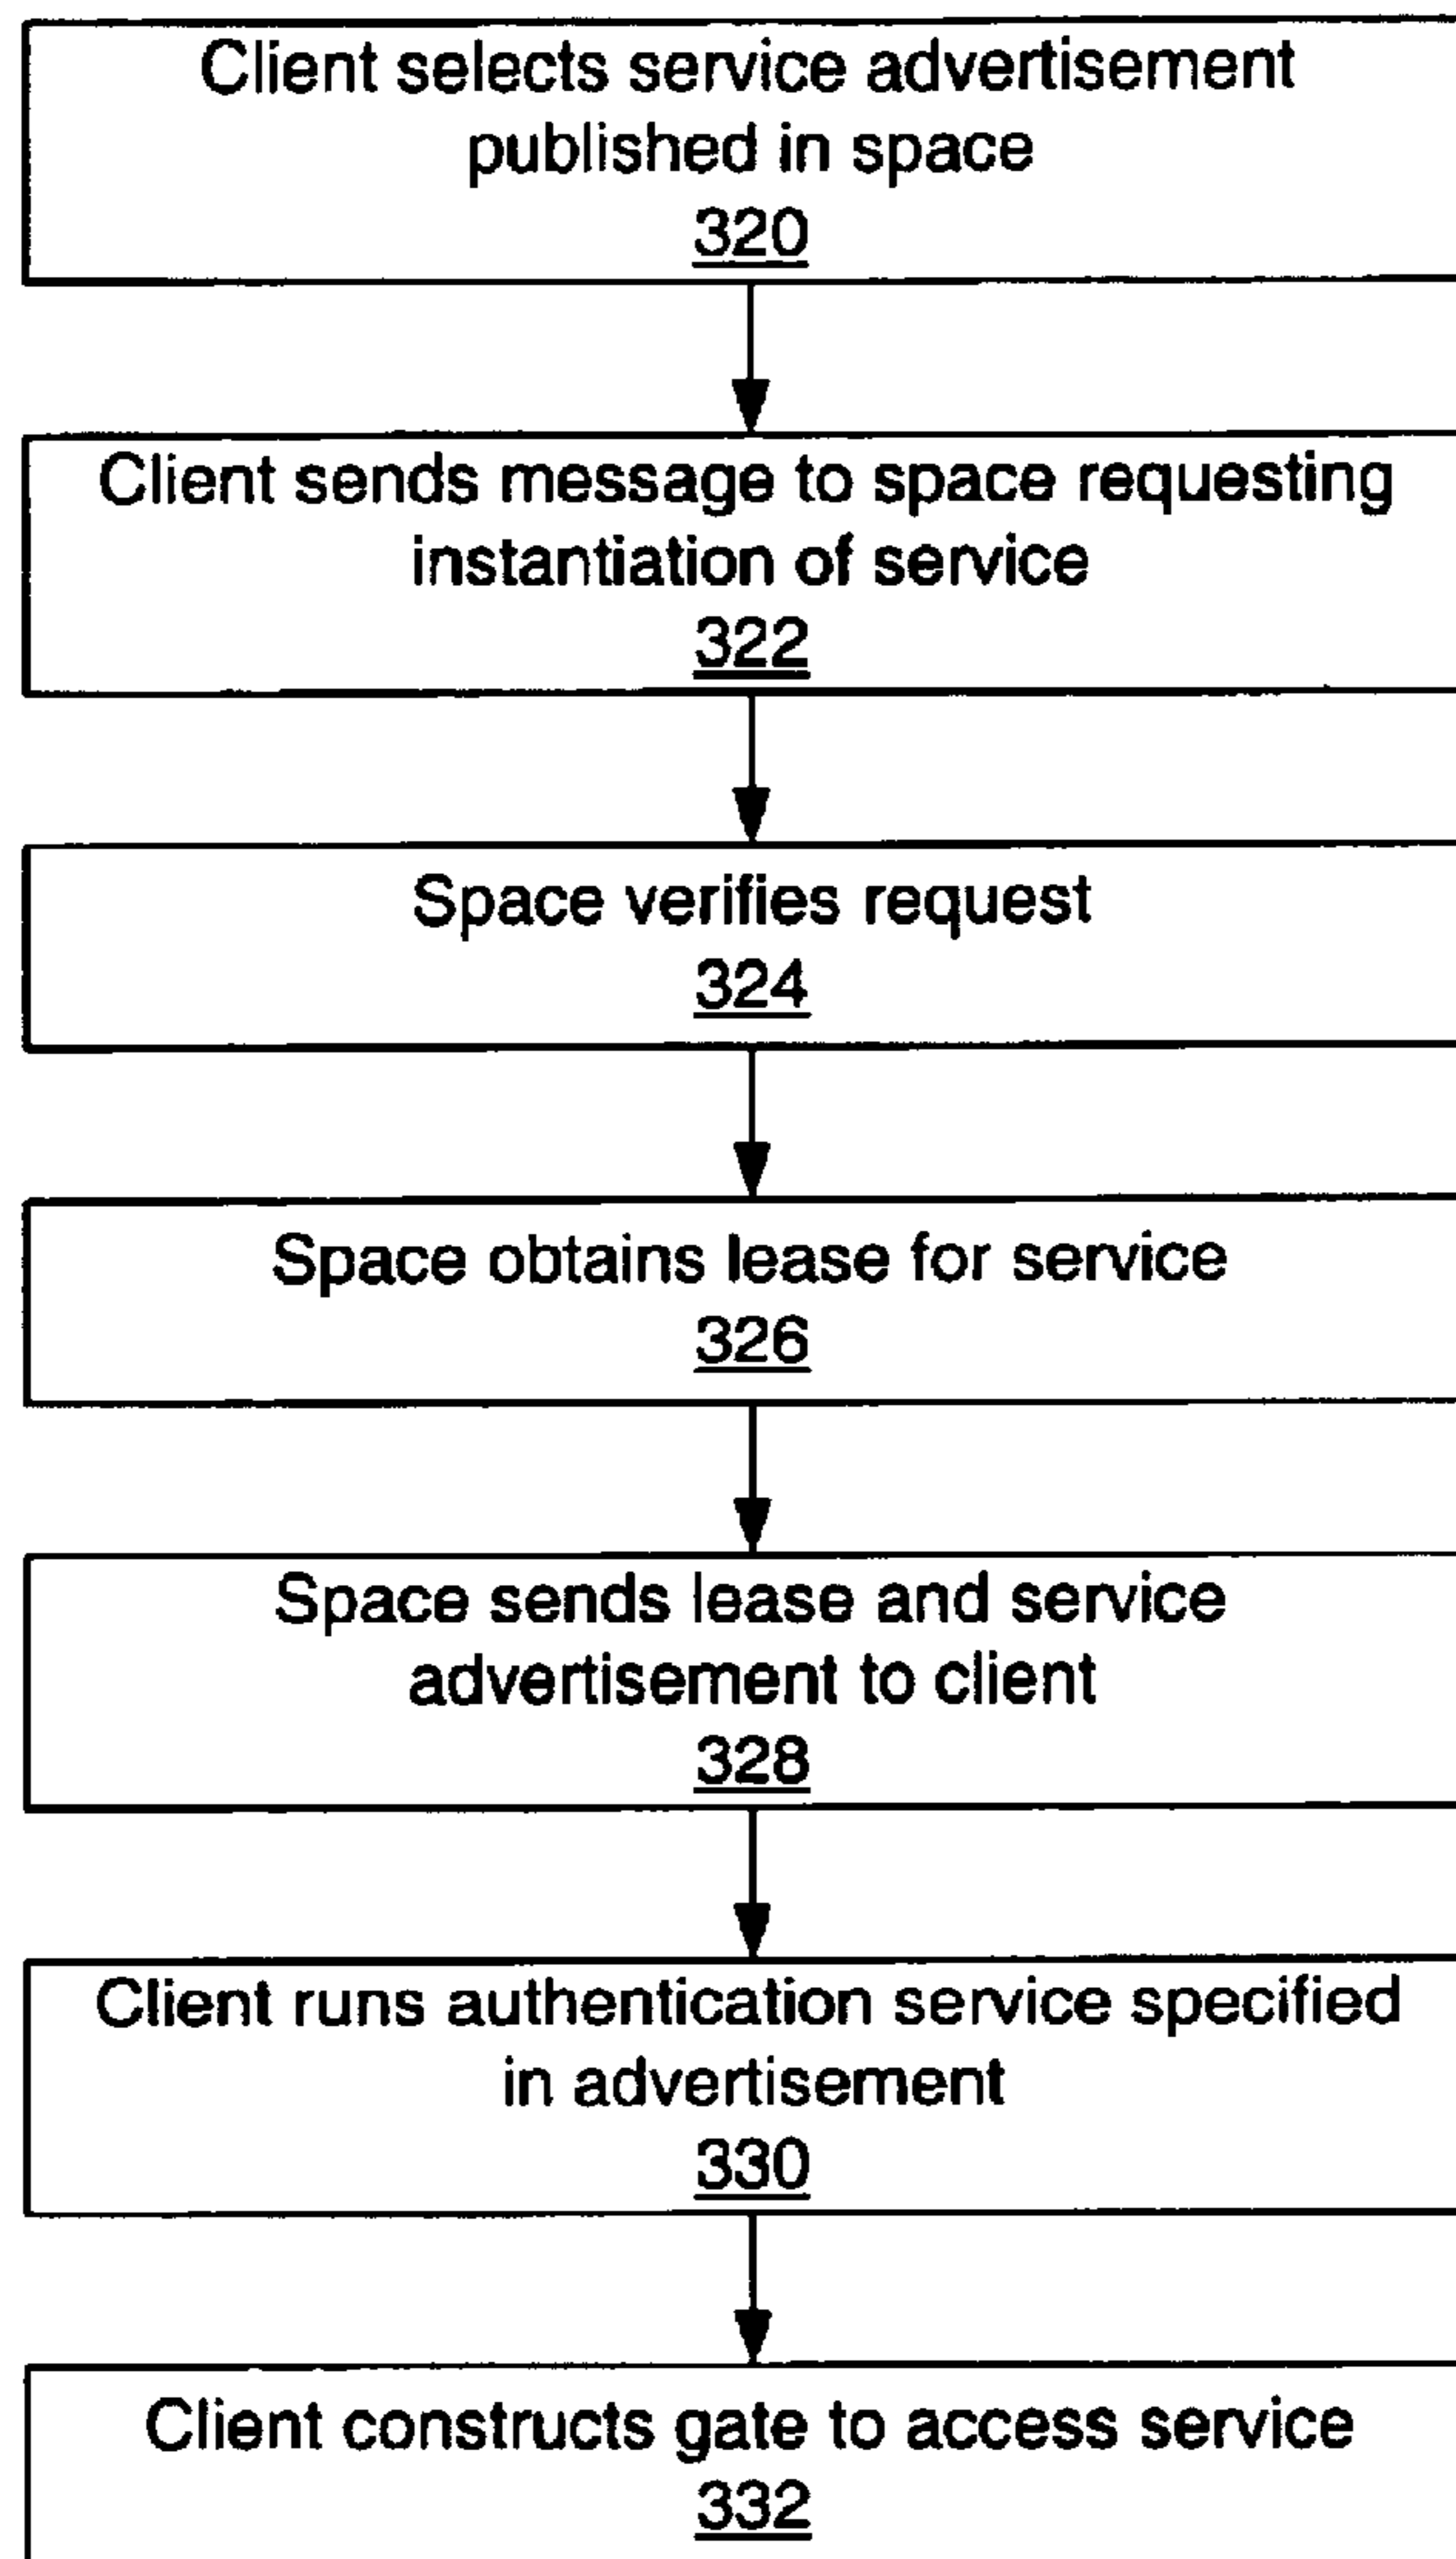 Client selects service advertisement
published in space
320
Client sends message to space requesting
instantiation of service
322
Space verifies request
324
Space obtains lease for service
326
Space sends lease and service
advertisement to client
328
Client runs authentication service specified
in advertisement
330
Client constructs gate to access service
332